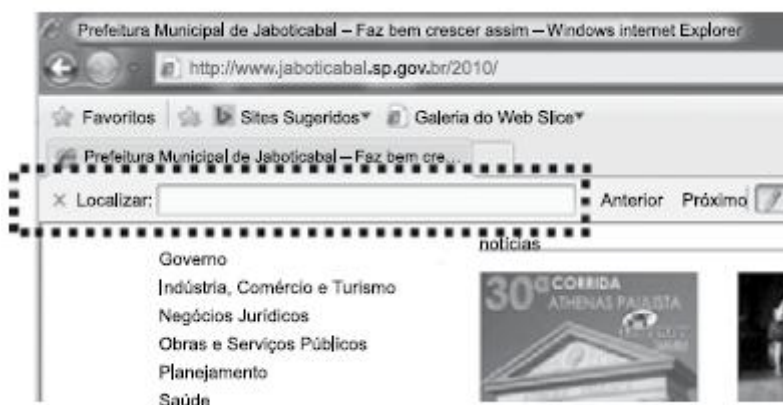 Prefeitura Municipal de Jaboticabal – Faz bem crescer assim – Windows internet Explorer
http://www.jaboticabal.sp.gov.br/2010/
Favoritos Sites Sugeridos Galeria do Web Slice
Prefeitura Municipal de Jaboticabal – Faz bem cre...
× Localizar: Anterior Próximo
notícias
Governo
Indústria, Comércio e Turismo
Negócios Jurídicos
Obras e Serviços Públicos
Planejamento
Saúde
30ª CORRIDA
ATHENAS PAULISTA